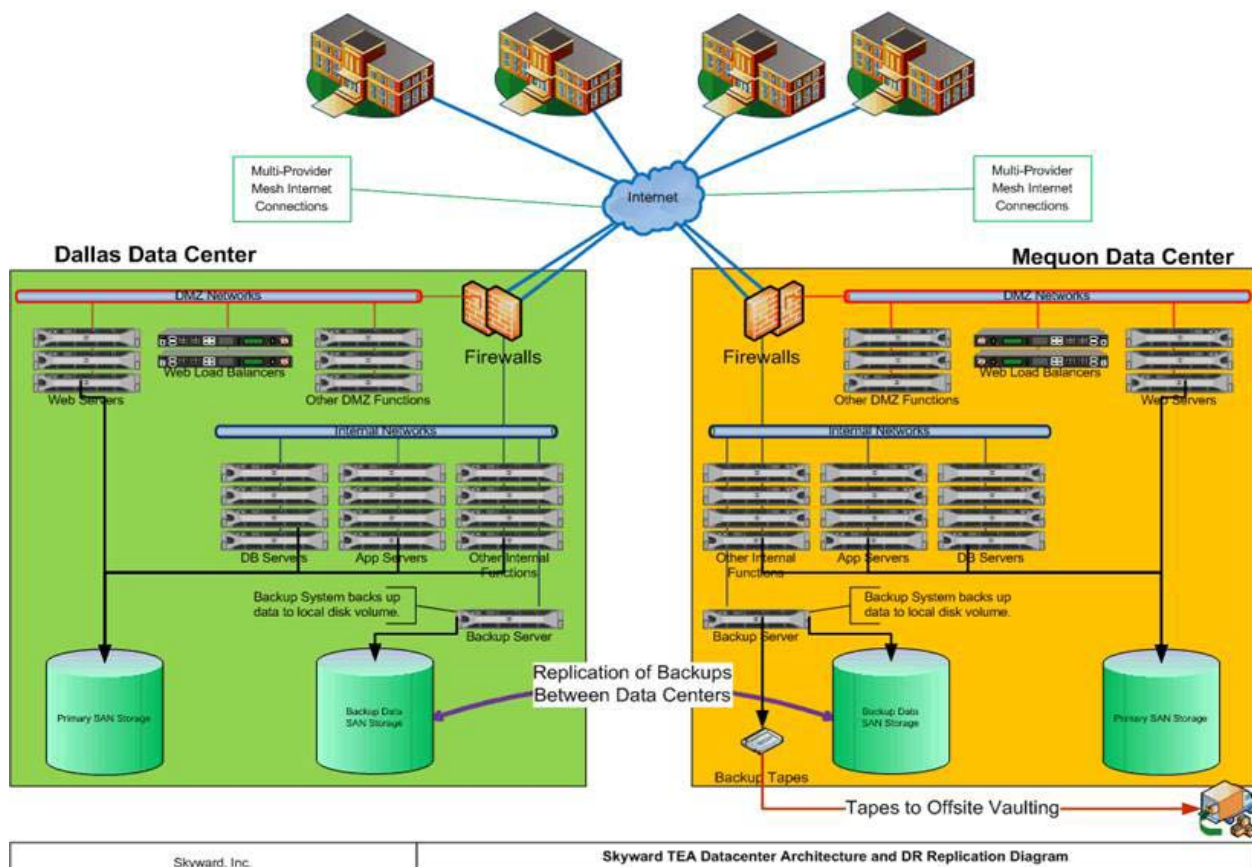 Multi-Provider
Mesh Internet
Connections
Internet
Multi-Provider
Mesh Internet
Connections
Dallas Data Center
Mequon Data Center
DMZ Networks
DMZ Networks
Firewalls
Firewalls
Web Servers
Web Load Balancers
Other DMZ Functions
Other DMZ Functions
Web Load Balancers
Web Servers
Internal Networks
Internal Networks
DB Servers
App Servers
Other Internal
Functions
Other Internal
Functions
App Servers
DB Servers
Backup System backs up
data to local disk volume.
Backup System backs up
data to local disk volume.
Backup Server
Backup Server
Replication of Backups
Between Data Centers
Primary SAN Storage
Backup Data
SAN Storage
Backup Data
SAN Storage
Primary SAN Storage
Backup Tapes
Tapes to Offsite Vaulting
Skyward, Inc.
Skyward TEA Datacenter Architecture and DR Replication Diagram